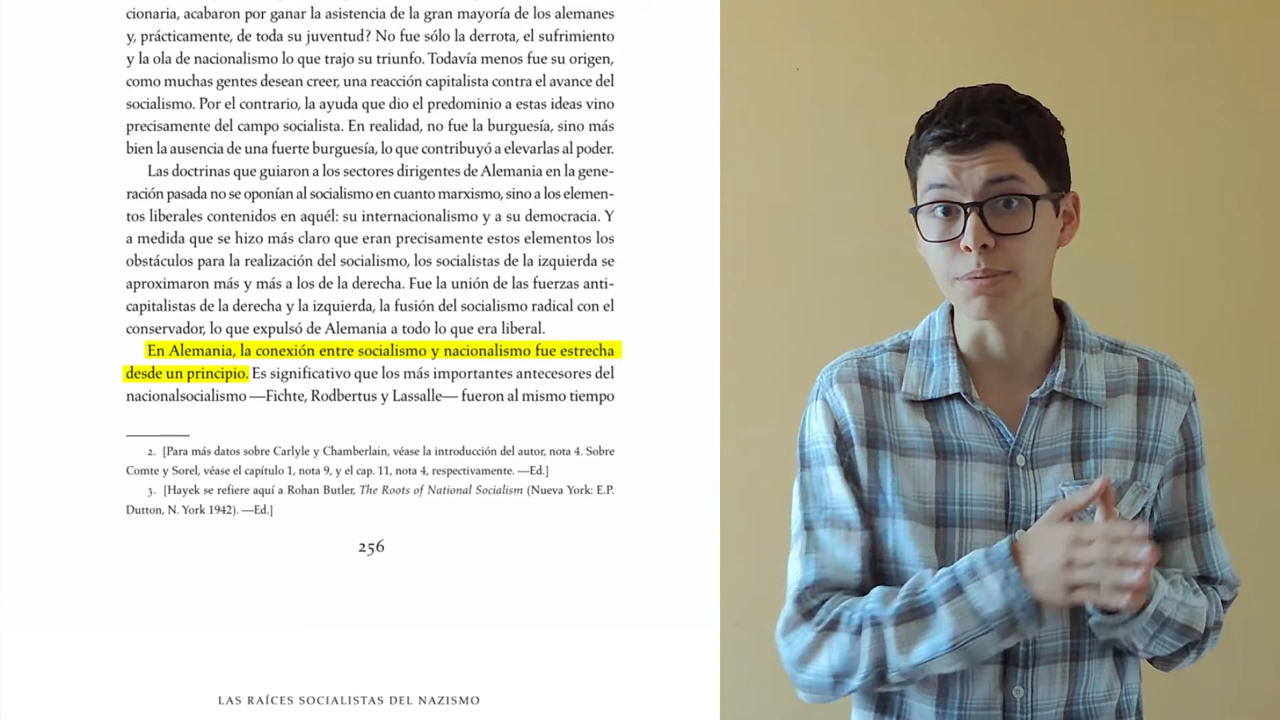 cionaria, acabaron por ganar la asistencia de la gran mayoría de los alemanes
y, prácticamente, de toda su juventud? No fue sólo la derrota, el sufrimiento
y la ola de nacionalismo lo que trajo su triunfo. Todavía menos fue su origen,
como muchas gentes desean creer, una reacción capitalista contra el avance del
socialismo. Por el contrario, la ayuda que dio el predominio a estas ideas vino
precisamente del campo socialista. En realidad, no fue la burguesía, sino más
bien la ausencia de una fuerte burguesía, lo que contribuyó a elevarlas al poder.
Las doctrinas que guiaron a los sectores dirigentes de Alemania en la gene-
ración pasada no se oponían al socialismo en cuanto marxismo, sino a los elemen-
tos liberales contenidos en aquél: su internacionalismo y a su democracia. Y
a medida que se hizo más claro que eran precisamente estos elementos los
obstáculos para la realización del socialismo, los socialistas de la izquierda se
aproximaron más y más a los de la derecha. Fue la unión de las fuerzas anti-
capitalistas de la derecha y la izquierda, la fusión del socialismo radical con el
conservador, lo que expulsó de Alemania a todo lo que era liberal.
En Alemania, la conexión entre socialismo y nacionalismo fue estrecha
desde un principio. Es significativo que los más importantes antecesores del
nacionalsocialismo —Fichte, Rodbertus y Lassalle— fueron al mismo tiempo
2. [Para más datos sobre Carlyle y Chamberlain, véase la introducción del autor, nota 4. Sobre
Comte y Sorel, véase el capítulo 1, nota 9, y el cap. 11, nota 4, respectivamente. —Ed.]
3. [Hayek se refiere aquí a Rohan Butler, The Roots of National Socialism (Nueva York: E.P.
Dutton, N. York 1942). —Ed.]
256
LAS RAÍCES SOCIALISTAS DEL NAZISMO